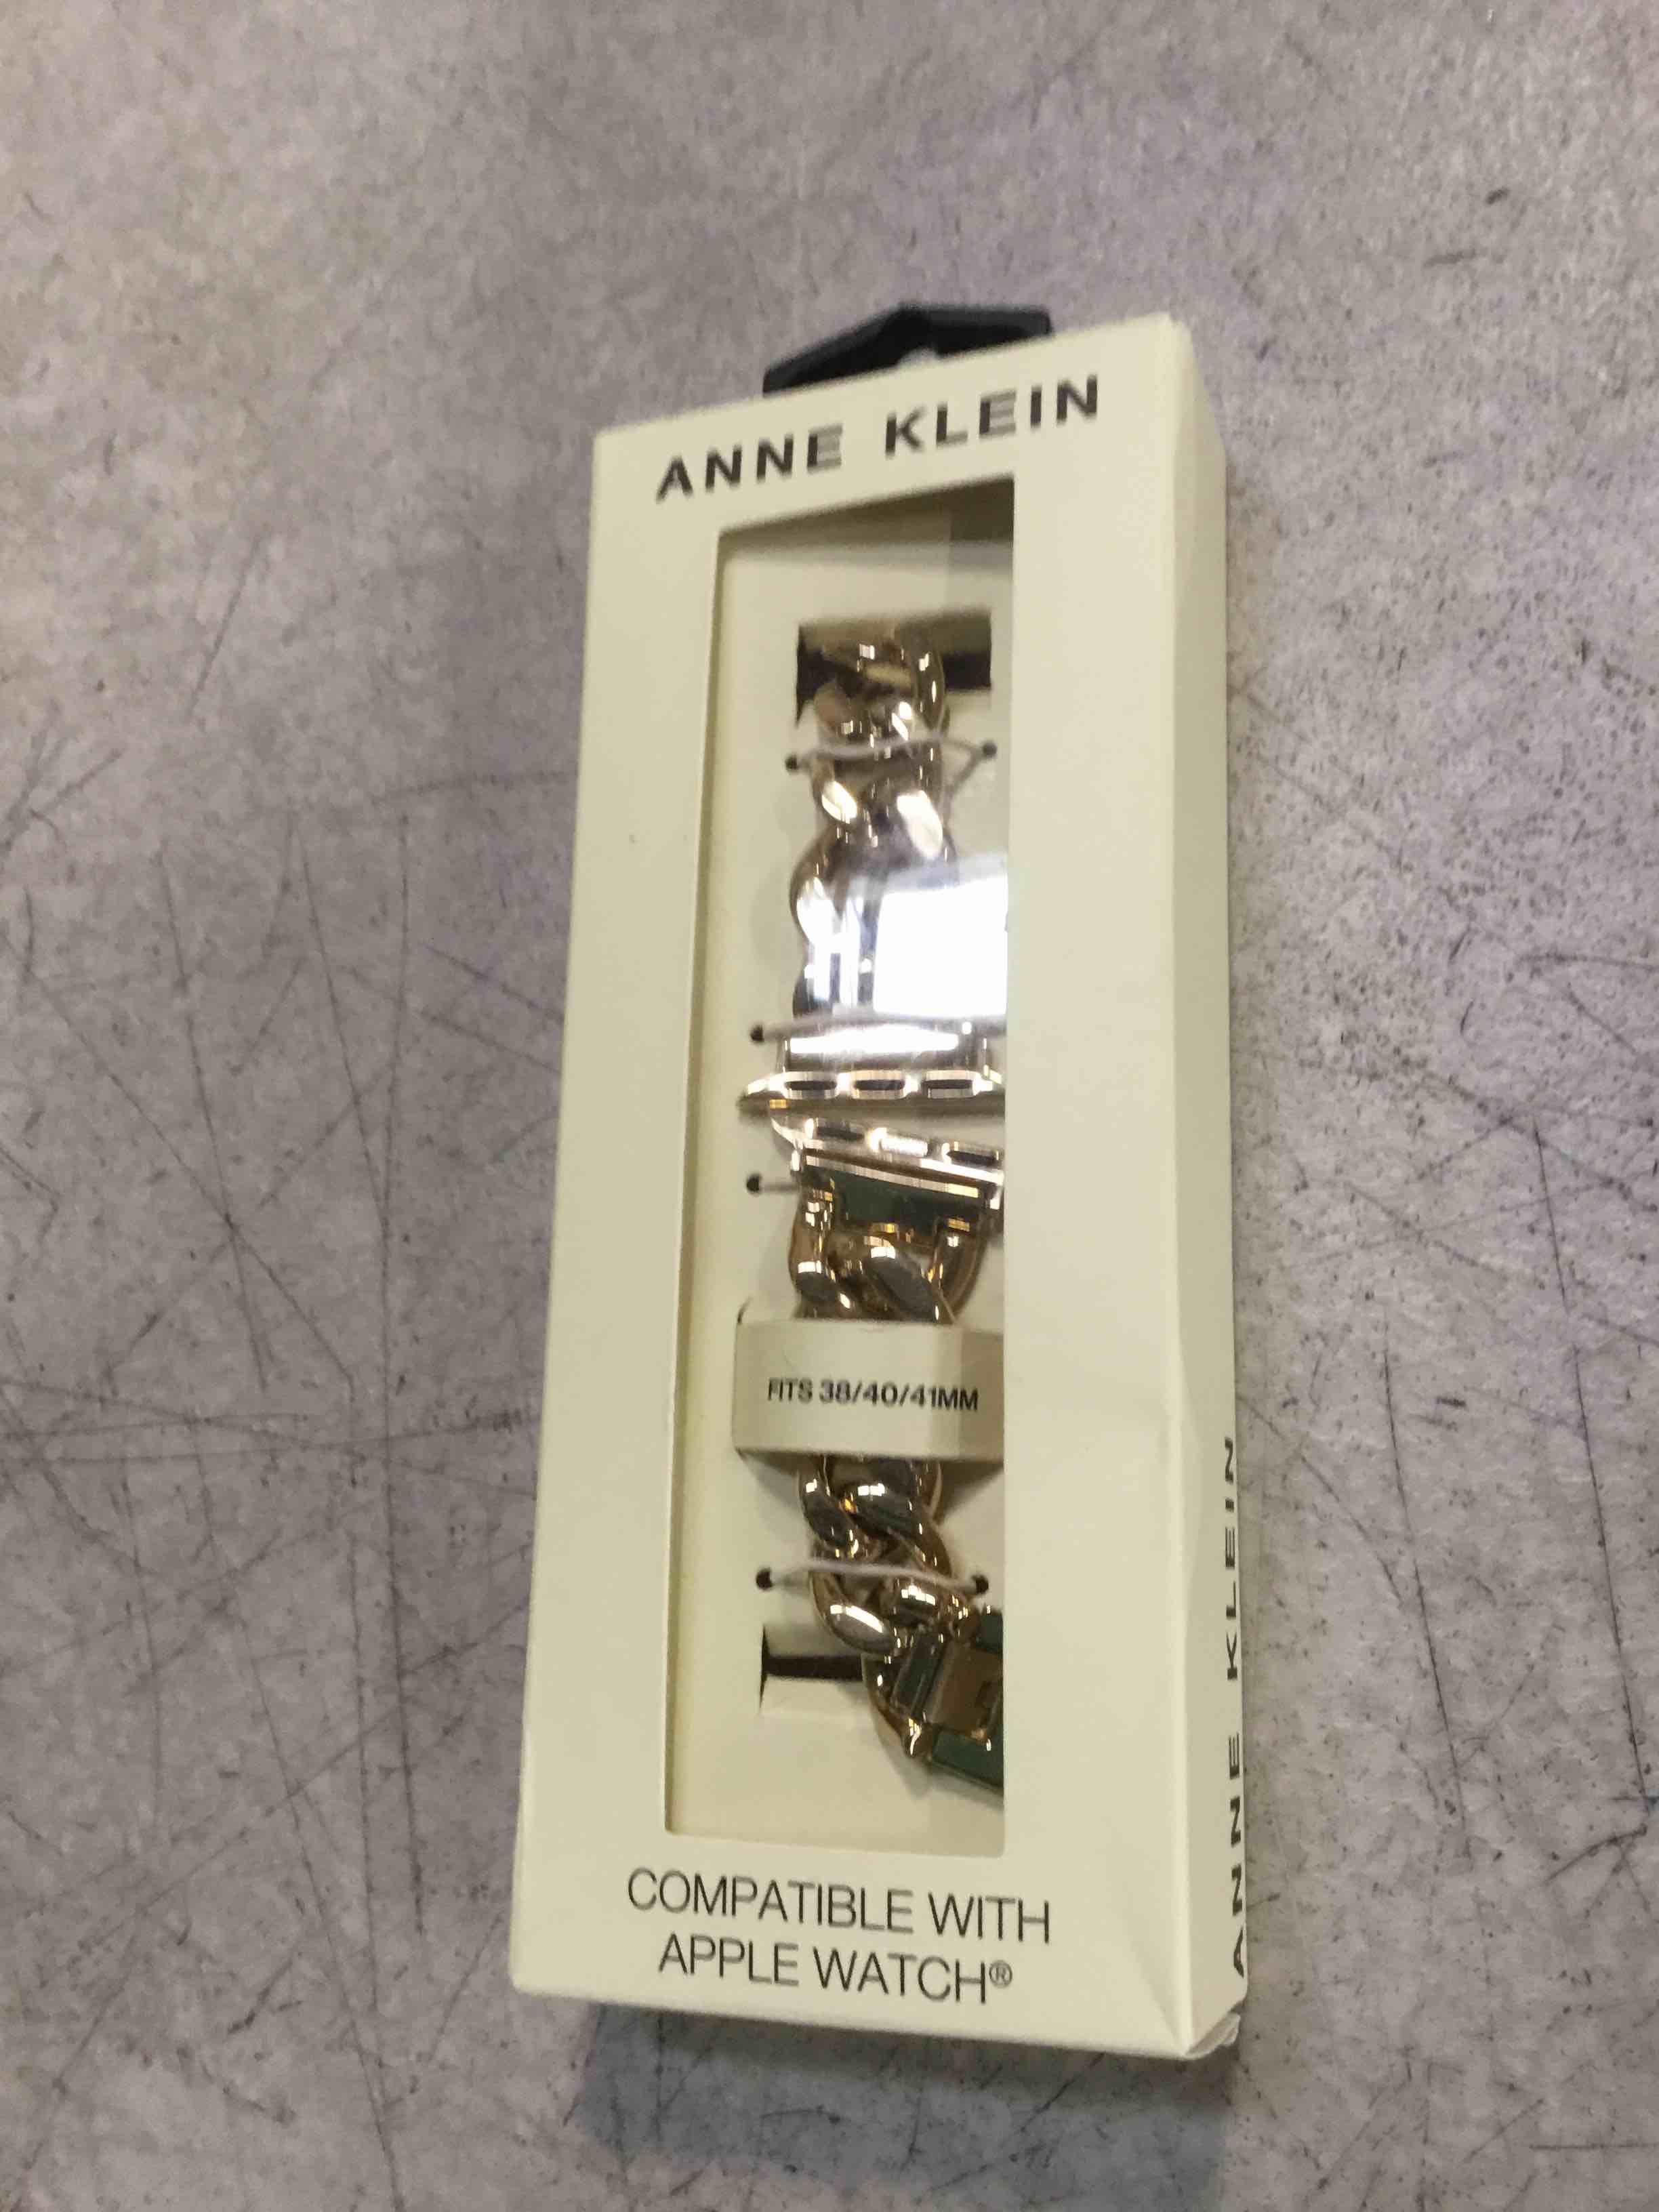 ANNE KLEIN
FITS 38/40/41MM
COMPATIBLE WITH
APPLE WATCH®
ANNE KLEIN